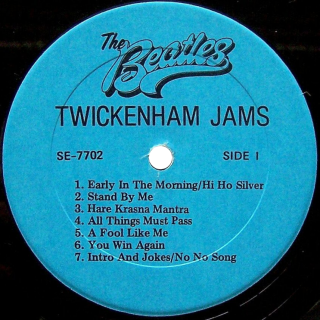 The
Beatles
TWICKENHAM JAMS
SE-7702 SIDE I
1. Early In The Morning/Hi Ho Silver
2. Stand By Me
3. Hare Krasna Mantra
4. All Things Must Pass
5. A Fool Like Me
6. You Win Again
7. Intro And Jokes/No No Song